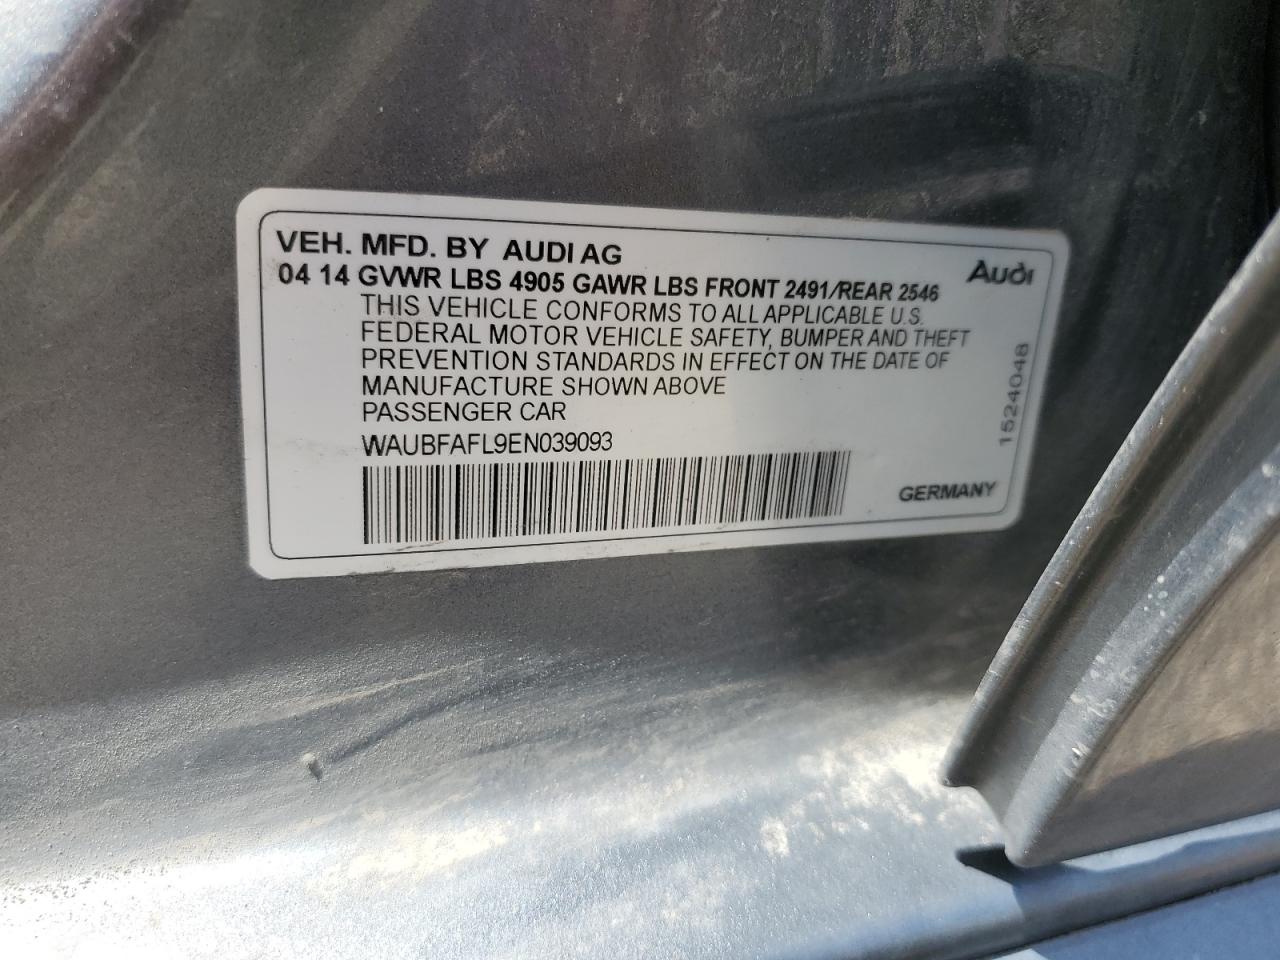 VEH. MFD. BY AUDI AG
04 14 GVWR LBS 4905 GAWR LBS FRONT 2491/REAR 2546
Audi
THIS VEHICLE CONFORMS TO ALL APPLICABLE U.S.
FEDERAL MOTOR VEHICLE SAFETY, BUMPER AND THEFT
PREVENTION STANDARDS IN EFFECT ON THE DATE OF
MANUFACTURE SHOWN ABOVE
PASSENGER CAR
WAUBFAFL9EN039093
1524048
GERMANY